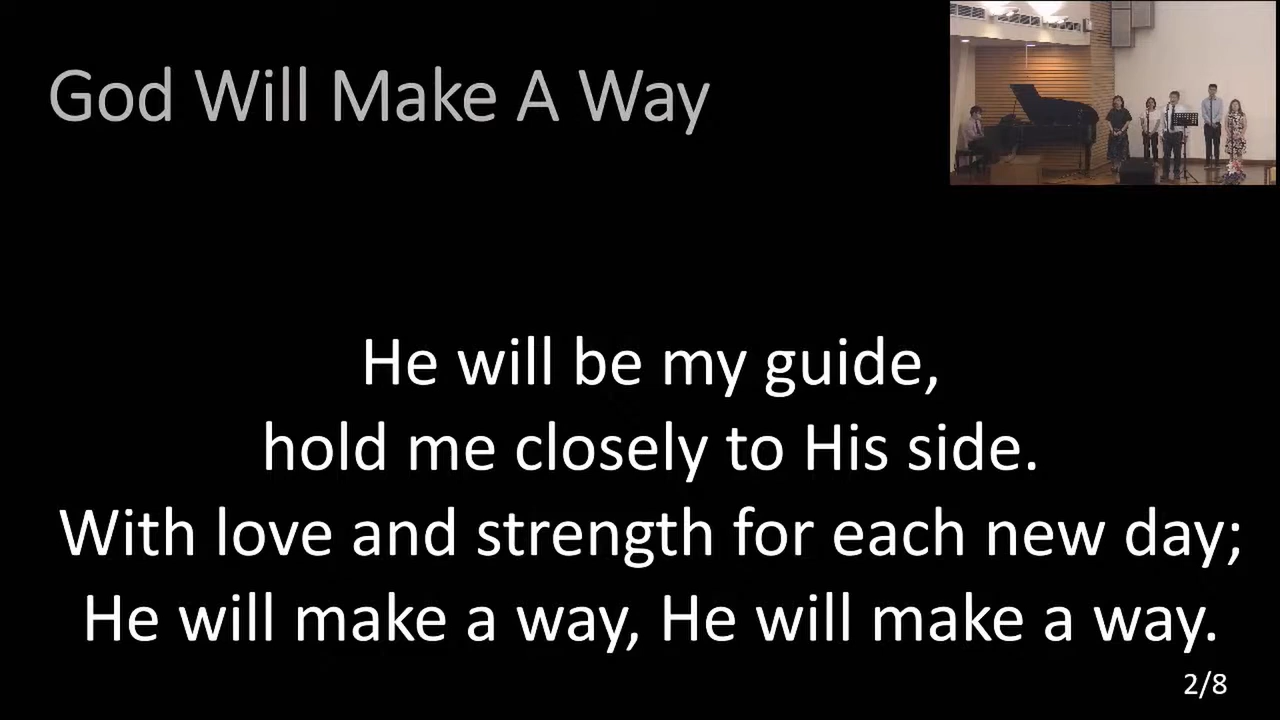 God Will Make A Way
He will be my guide,
hold me closely to His side.
With love and strength for each new day;
He will make a way, He will make a way.
2/8